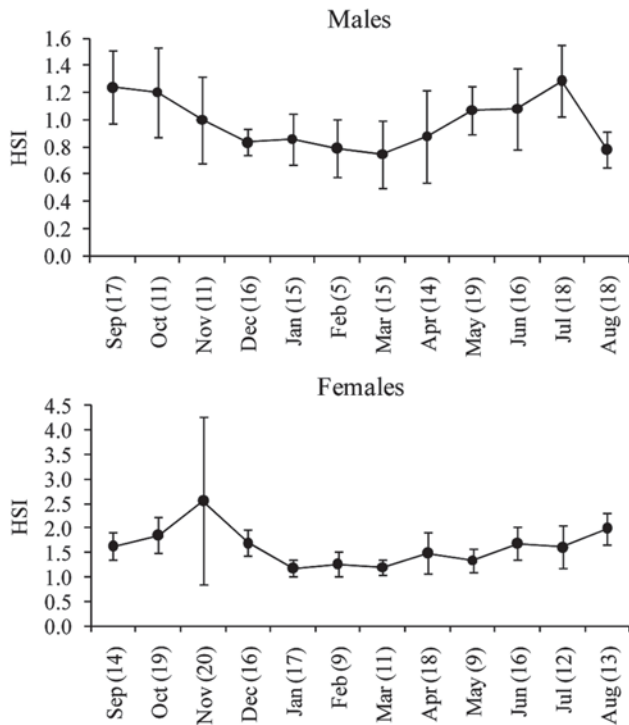 Males
1.6
1.4
1.2
1.0
0.8
0.6
0.4
0.2
0.0
HSI
Sep (17)
Oct (11)
Nov (11)
Dec (16)
Jan (15)
Feb (5)
Mar (15)
Apr (14)
May (19)
Jun (16)
Jul (18)
Aug (18)
Females
4.5
4.0
3.5
3.0
2.5
2.0
1.5
1.0
0.5
0.0
HSI
Sep (14)
Oct (19)
Nov (20)
Dec (16)
Jan (17)
Feb (9)
Mar (11)
Apr (18)
May (9)
Jun (16)
Jul (12)
Aug (13)